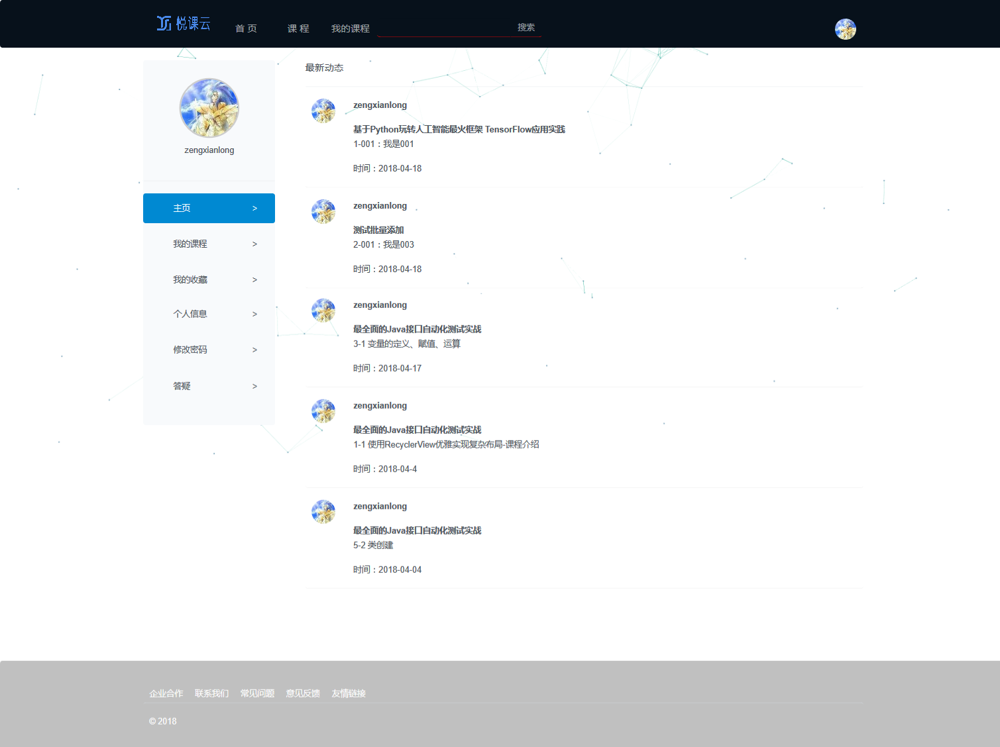 悦课云
首 页
课 程
我的课程
搜索
zengxianlong
主页 >
我的课程 >
我的收藏 >
个人信息 >
修改密码 >
答疑 >
最新动态
zengxianlong
基于Python玩转人工智能最火框架 TensorFlow应用实践
1-001：我是001
时间：2018-04-18
zengxianlong
测试批量添加
2-001：我是003
时间：2018-04-18
zengxianlong
最全面的Java接口自动化测试实战
3-1 变量的定义、赋值、运算
时间：2018-04-17
zengxianlong
最全面的Java接口自动化测试实战
1-1 使用RecyclerView优雅实现复杂布局-课程介绍
时间：2018-04-4
zengxianlong
最全面的Java接口自动化测试实战
5-2 类创建
时间：2018-04-04
企业合作 联系我们 常见问题 意见反馈 友情链接
© 2018